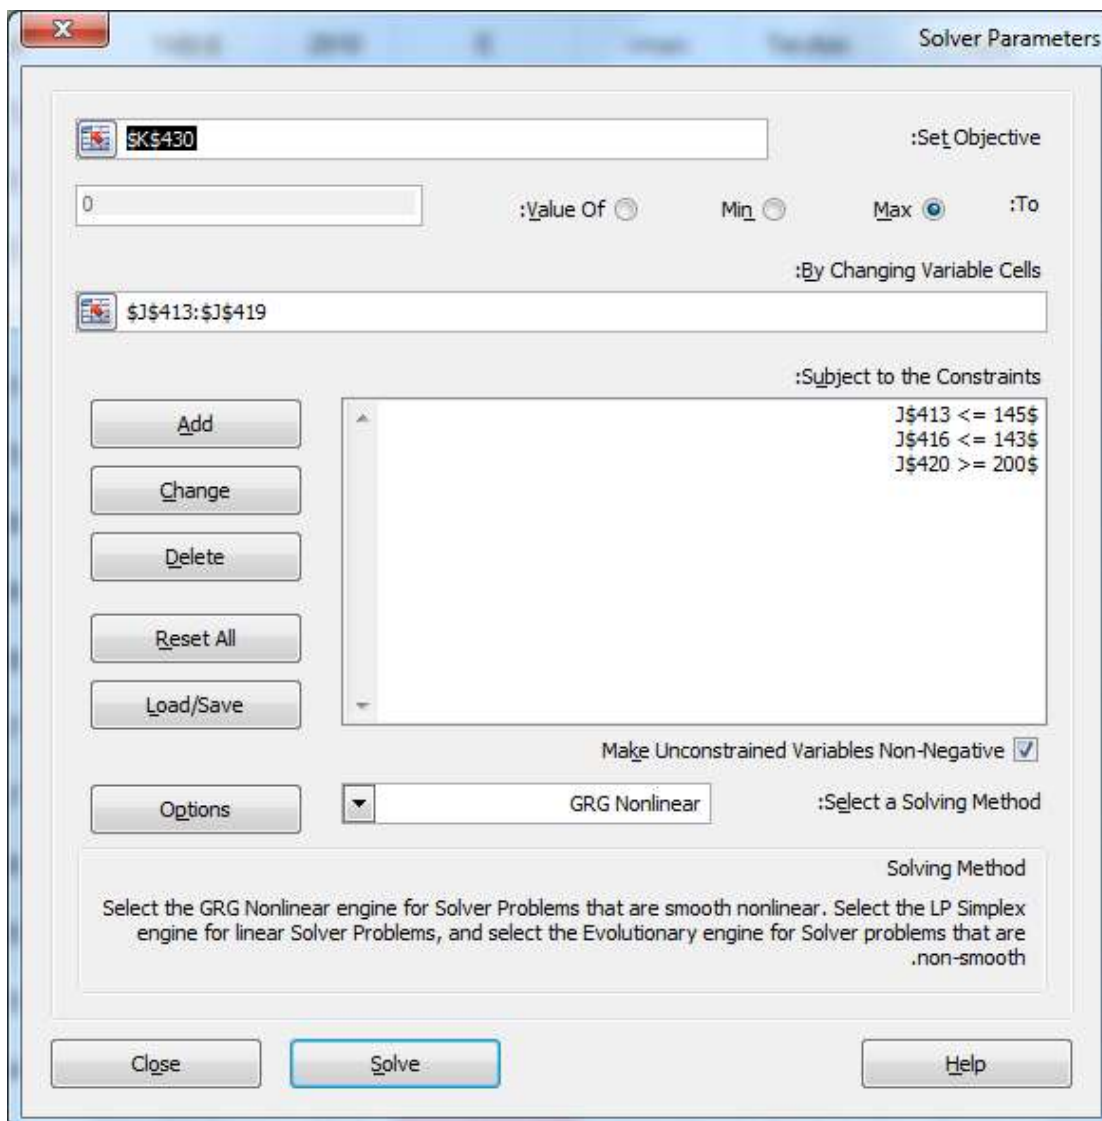 Solver Parameters
:Set Objective
$K$430
:To
Max
Min
:Value Of
0
:By Changing Variable Cells
$J$413:$J$419
:Subject to the Constraints
J$413 <= 145$
J$416 <= 143$
J$420 >= 200$
Add
Change
Delete
Reset All
Load/Save
Make Unconstrained Variables Non-Negative
:Select a Solving Method
GRG Nonlinear
Options
Solving Method
Select the GRG Nonlinear engine for Solver Problems that are smooth nonlinear. Select the LP Simplex
engine for linear Solver Problems, and select the Evolutionary engine for Solver problems that are
.non-smooth
Close
Solve
Help